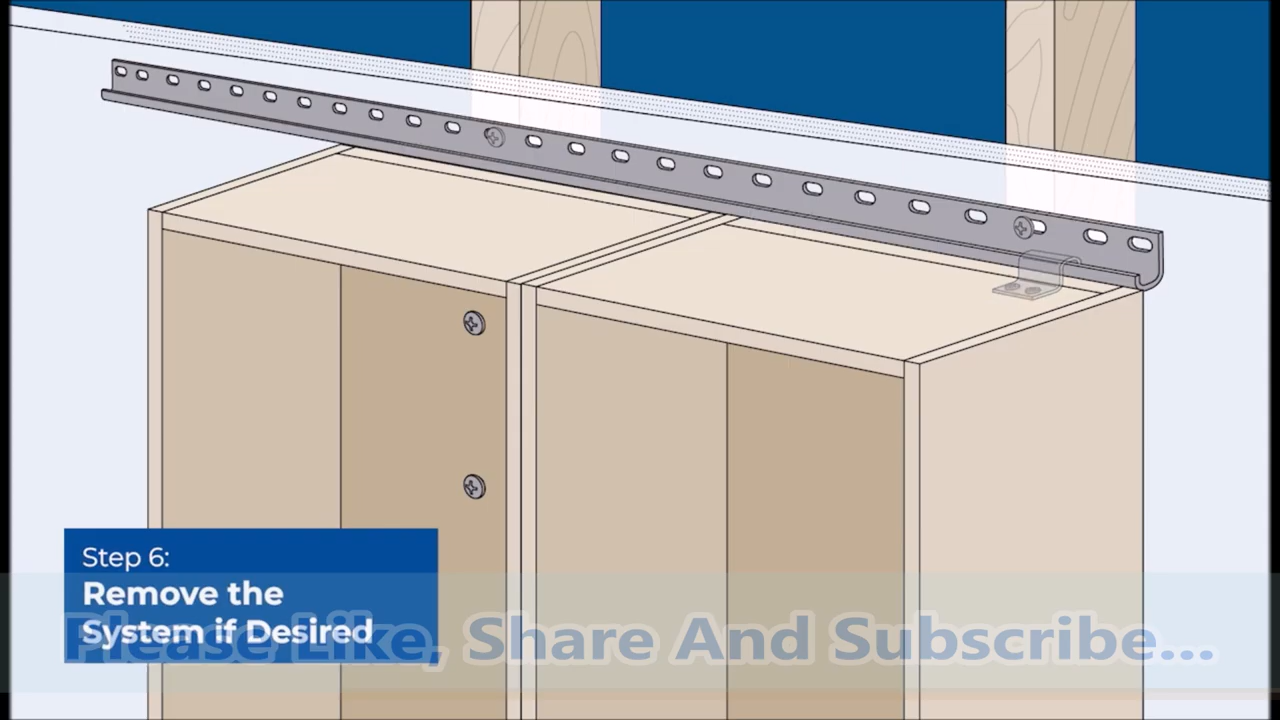 Step 6:
Remove the
System if Desired
Please Like, Share And Subscribe...